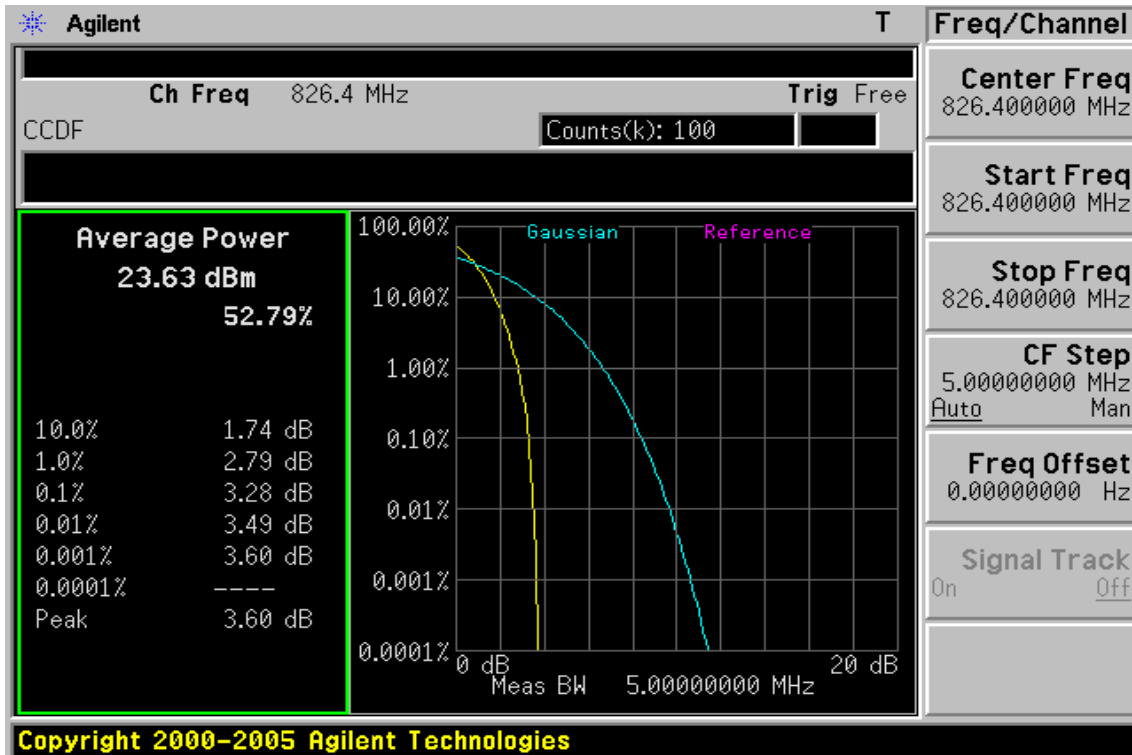 Agilent T
Ch Freq 826.4 MHz Trig Free
CCDF Counts(k): 100
Average Power
23.63 dBm
52.79%
10.0% 1.74 dB
1.0% 2.79 dB
0.1% 3.28 dB
0.01% 3.49 dB
0.001% 3.60 dB
0.0001% ----
Peak 3.60 dB
Gaussian Reference
100.00%
10.00%
1.00%
0.10%
0.01%
0.001%
0.0001%
0 dB 20 dB
Meas BW 5.00000000 MHz
Freq/Channel
Center Freq
826.400000 MHz
Start Freq
826.400000 MHz
Stop Freq
826.400000 MHz
CF Step
5.00000000 MHz
Auto Man
Freq Offset
0.00000000 Hz
Signal Track
On Off
Copyright 2000-2005 Agilent Technologies